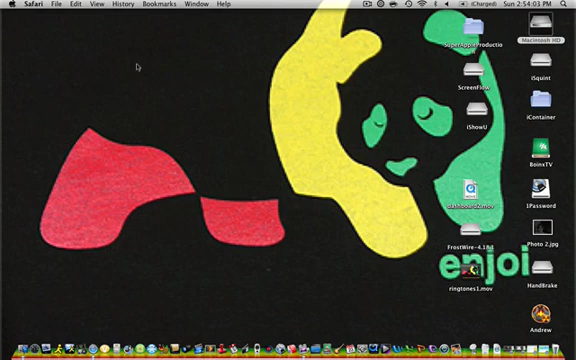 Safari File Edit View History Bookmarks Window Help
(Charged) Sun 2:54:03 PM
SuperAppleProductio
n
Macintosh HD
iSquint
ScreenFlow
iContainer
iShowU
BoinxTV
1Password
dashboard2.mov
Photo 2.jpg
FrostWire-4.18
enjoi
HandBrake
ringtones1.mov
Andrew